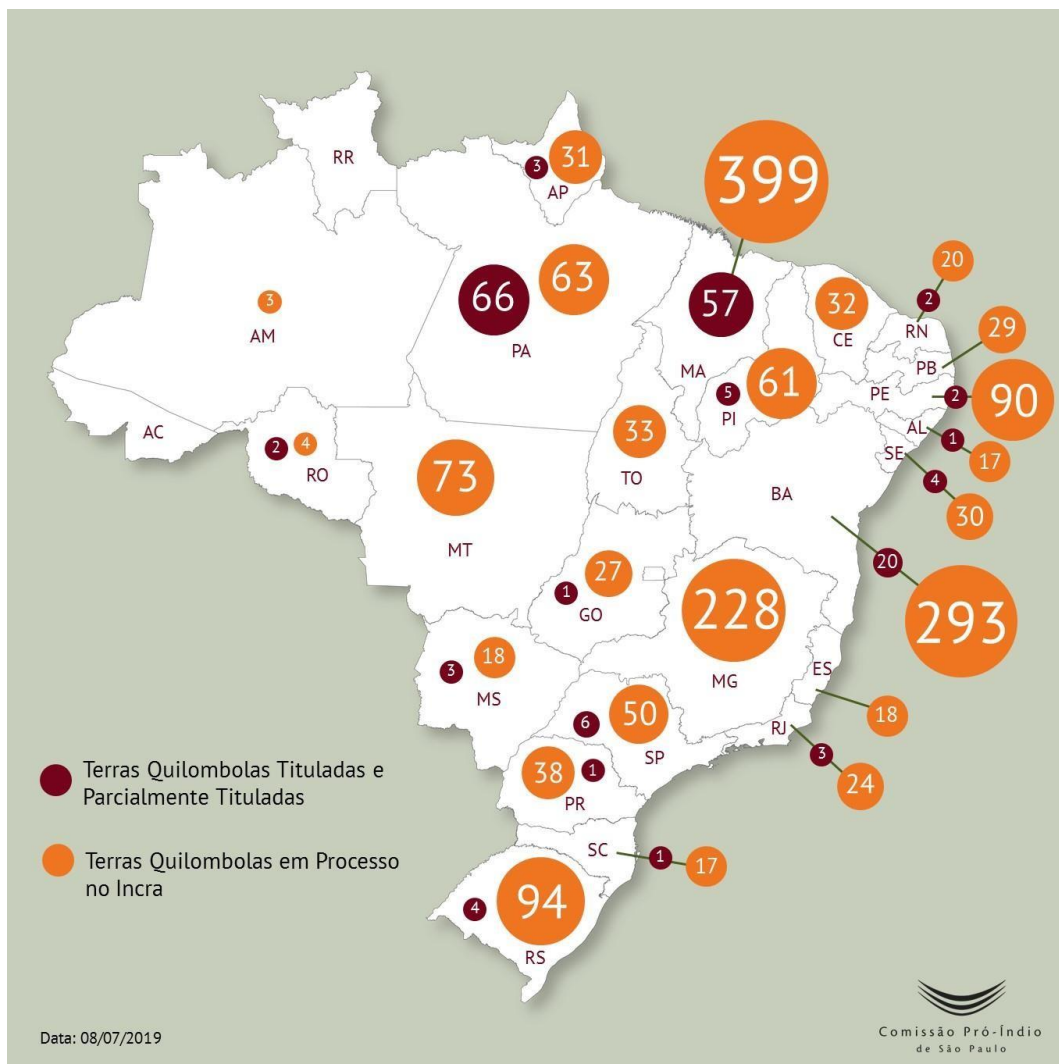 RR
3
31
AP
399
20
2
RN
66
63
PA
57
MA
32
CE
29
PB
3
AM
5
61
PI
PE
2
90
AL
1
17
SE
4
30
AC
2
4
RO
33
TO
73
MT
BA
20
293
1
27
GO
228
MG
3
18
MS
ES
18
6
50
SP
RJ
3
24
38
1
PR
SC
1
17
4
94
RS
Terras Quilombolas Tituladas e
Parcialmente Tituladas
Terras Quilombolas em Processo
no Incra
Data: 08/07/2019
Comissão Pró-Índio
de São Paulo